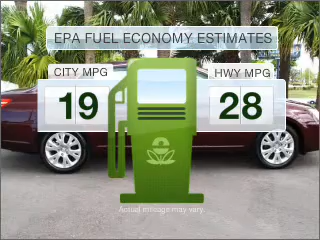 EPA FUEL ECONOMY ESTIMATES
CITY MPG
HWY MPG
19
28
Actual mileage may vary.